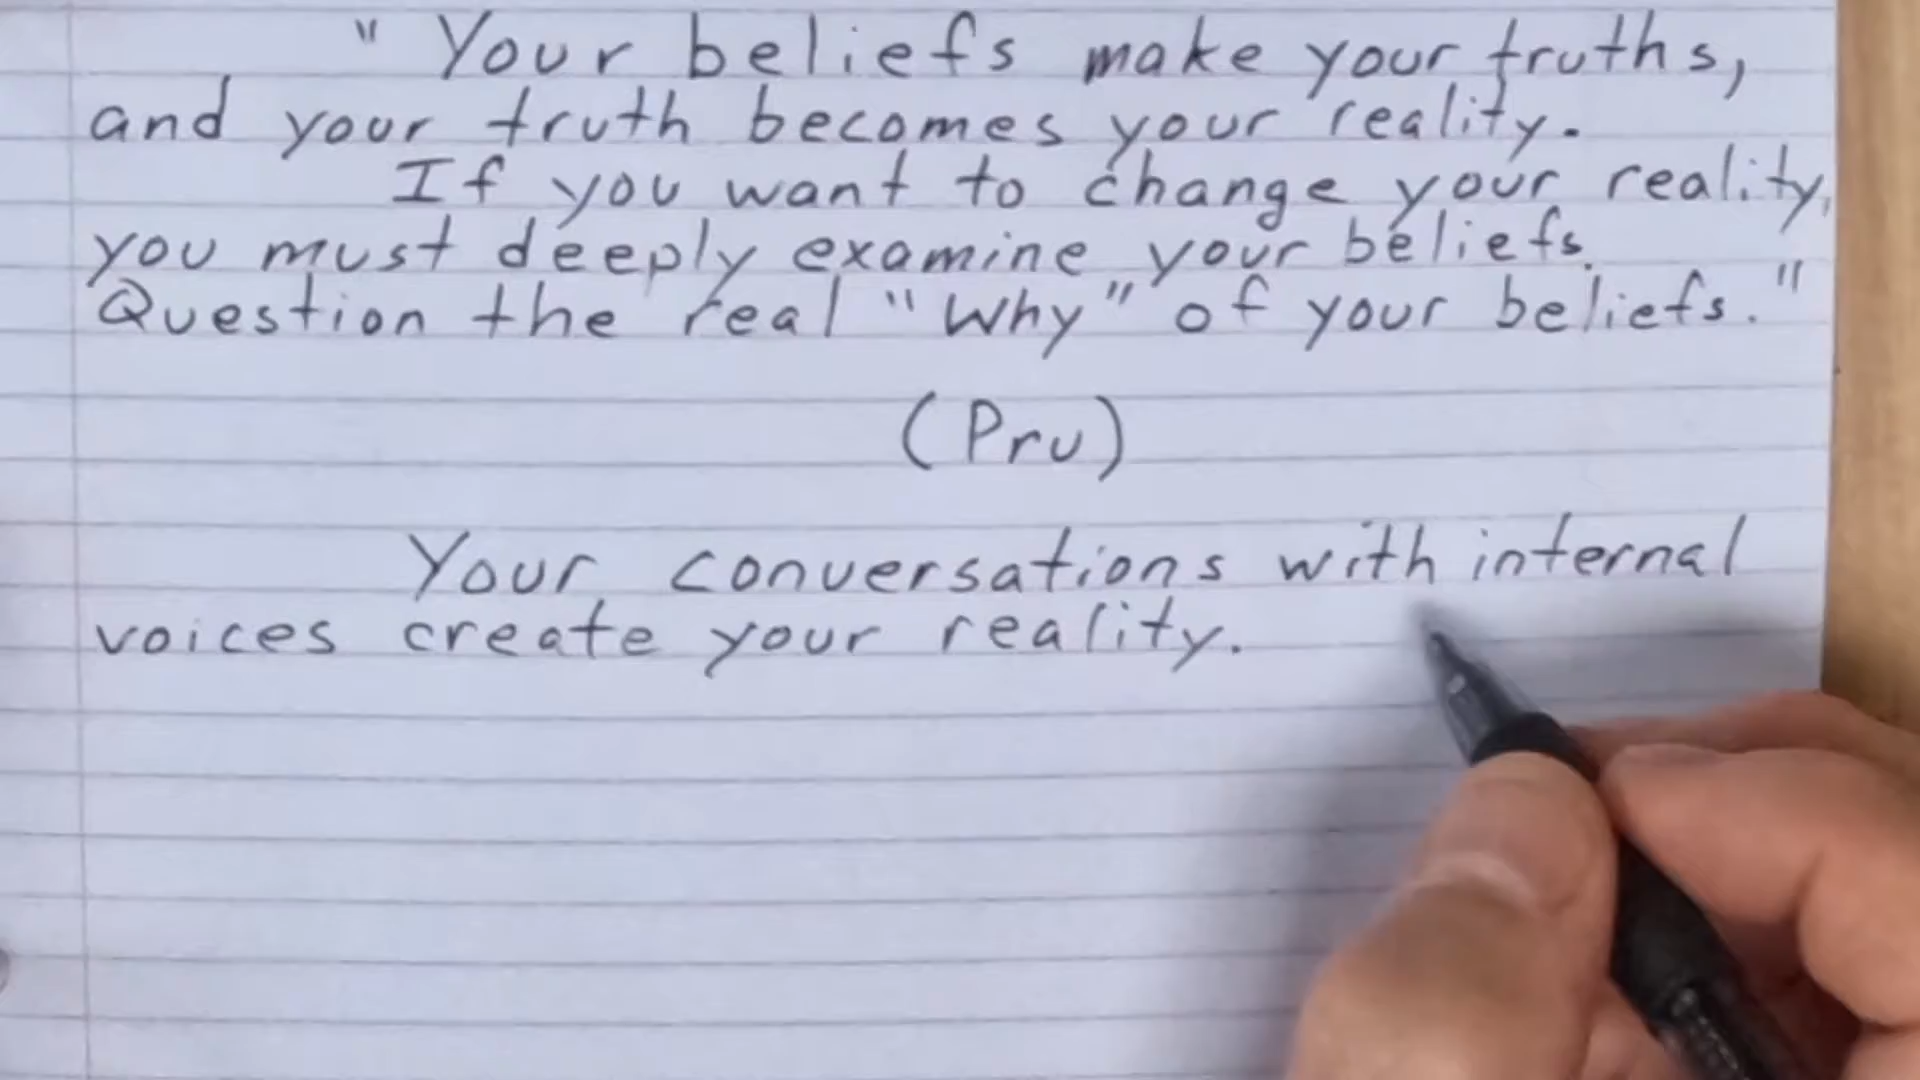 " Your beliefs make your truths,
and your truth becomes your reality.
If you want to change your reality,
you must deeply examine your beliefs.
Question the real "Why" of your beliefs."
(Pru)
Your conversations with internal
voices create your reality.